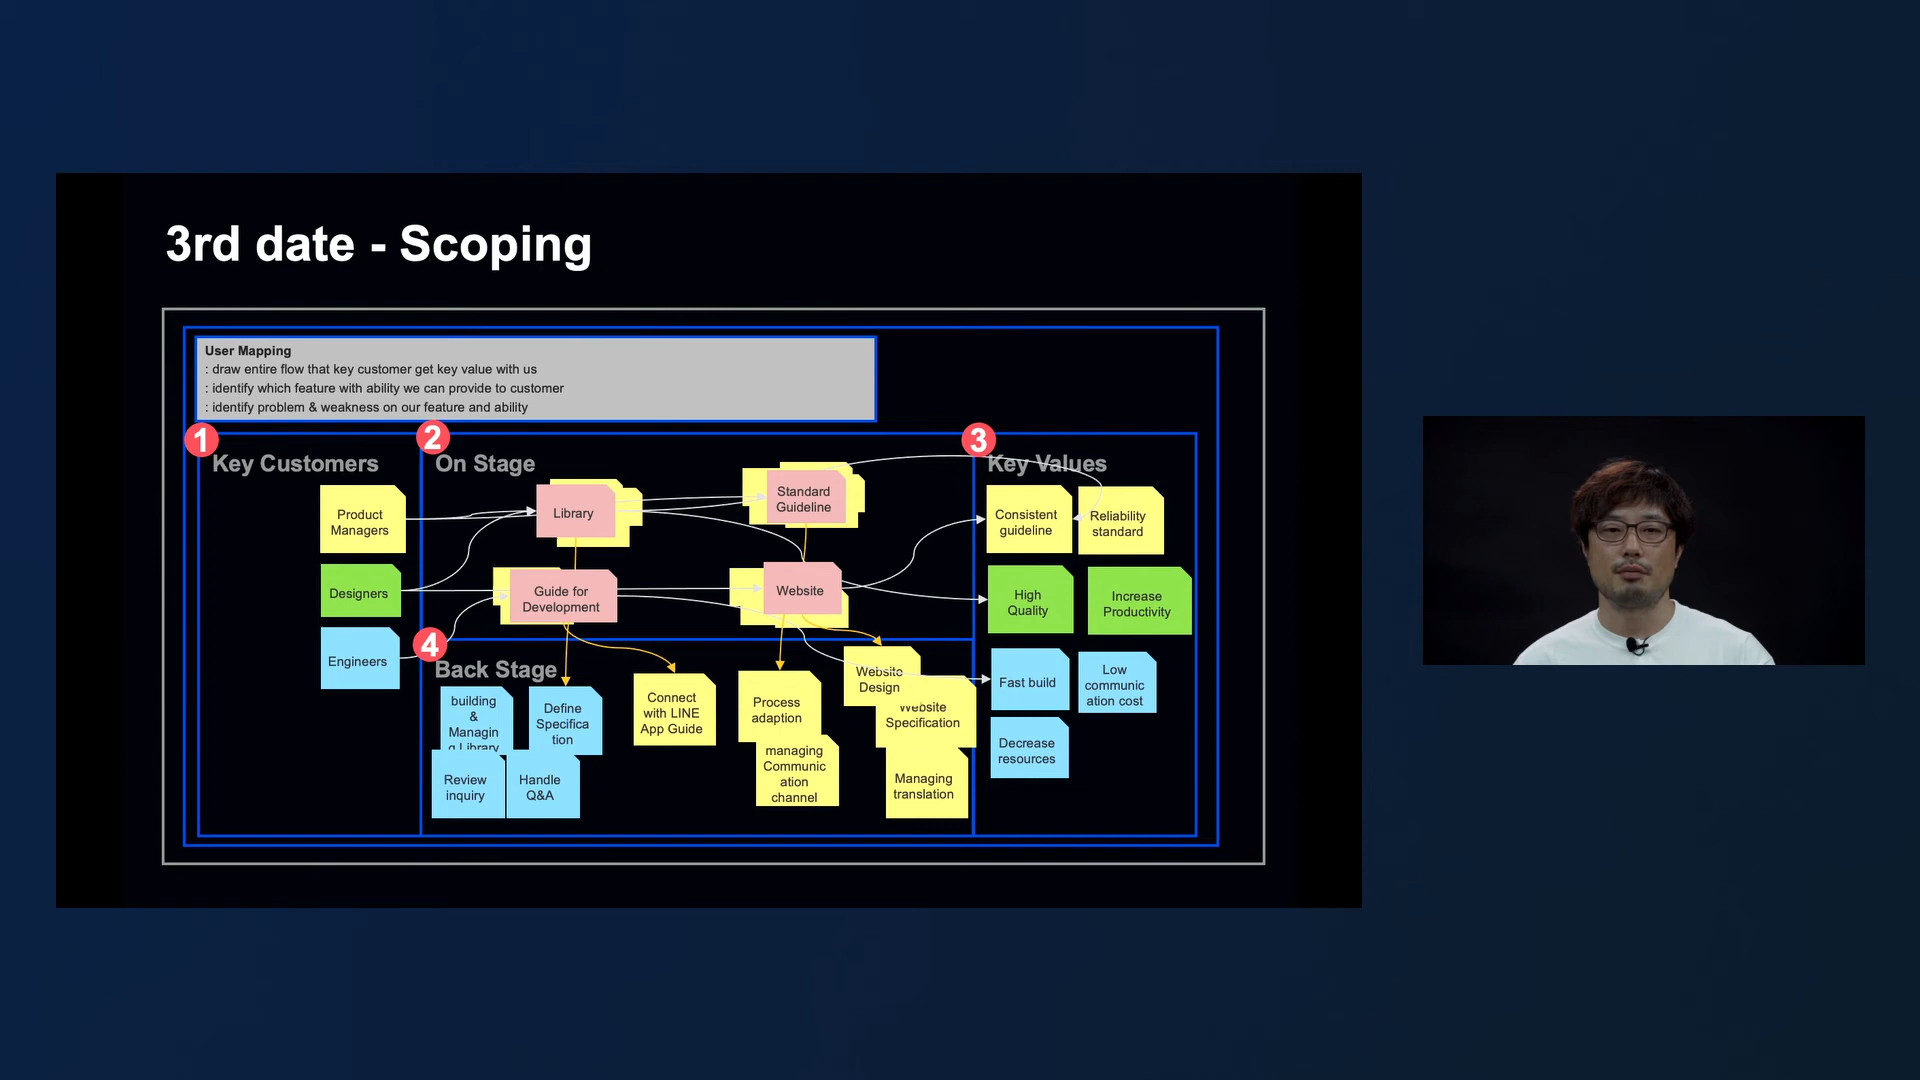 3rd date - Scoping
User Mapping
: draw entire flow that key customer get key value with us
: identify which feature with ability we can provide to customer
: identify problem & weakness on our feature and ability
1
Key Customers
Product
Managers
Designers
Engineers
2
On Stage
Library
Standard
Guideline
Guide for
Development
Website
3
Key Values
Consistent
guideline
Reliability
standard
High
Quality
Increase
Productivity
Fast build
Low
communic
ation cost
Decrease
resources
4
Back Stage
building
&
Managin
g Library
Define
Specifica
tion
Review
inquiry
Handle
Q&A
Connect
with LINE
App Guide
Process
adaption
managing
Communic
ation
channel
Website
Design
Website
Specification
Managing
translation